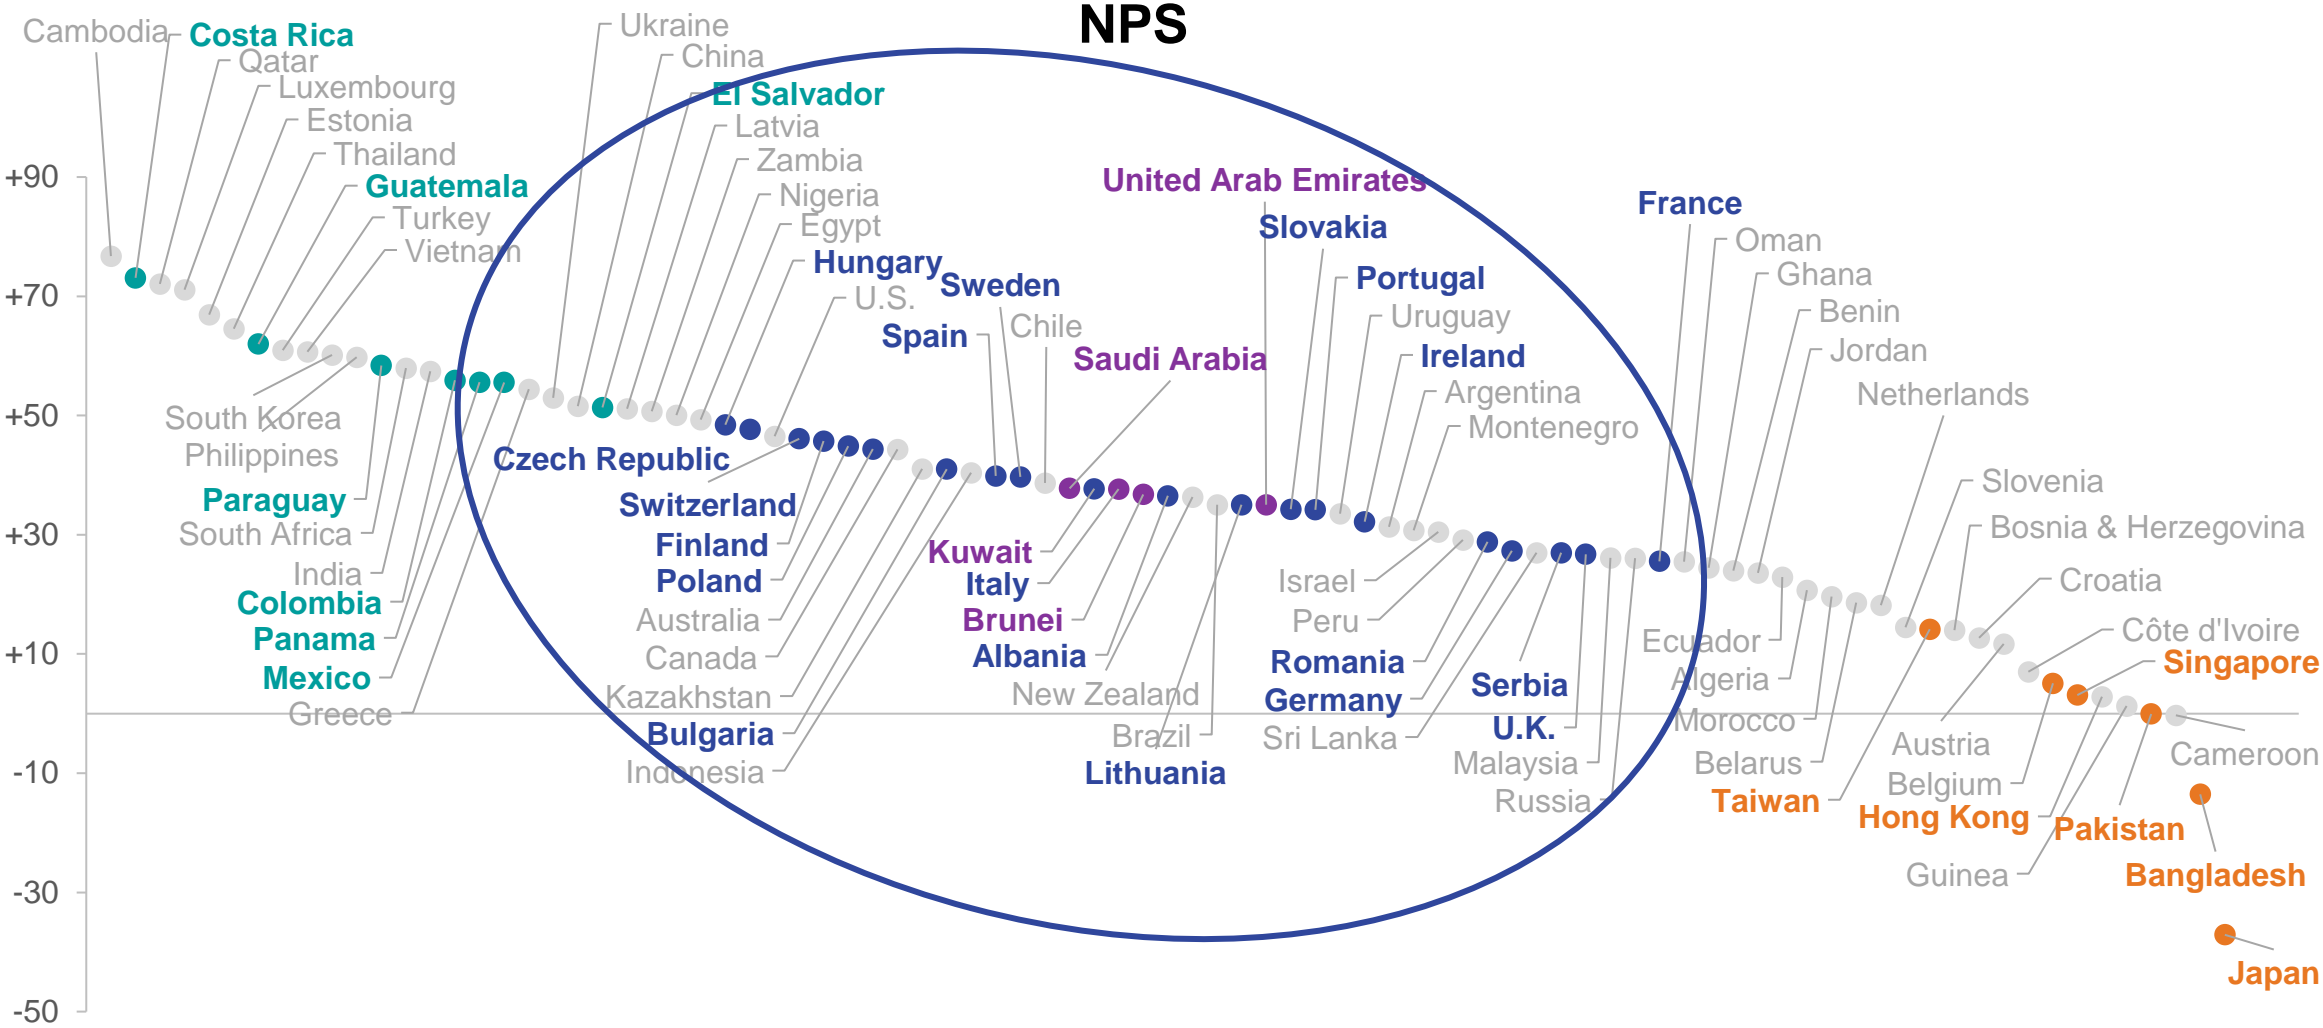 NPS
Cambodia
Costa Rica
Qatar
Luxembourg
Estonia
Thailand
Guatemala
Turkey
Vietnam
Ukraine
China
El Salvador
Latvia
Zambia
Nigeria
Egypt
Hungary
U.S.
Sweden
Spain
Chile
Saudi Arabia
United Arab Emirates
Slovakia
Portugal
Uruguay
Ireland
Argentina
Montenegro
France
Oman
Ghana
Benin
Jordan
Netherlands
Slovenia
Bosnia & Herzegovina
Croatia
Côte d'Ivoire
Singapore
+90
+70
+50
+30
+10
-10
-30
-50
South Korea
Philippines
Paraguay
South Africa
India
Colombia
Panama
Mexico
Greece
Czech Republic
Switzerland
Finland
Poland
Australia
Canada
Kazakhstan
Bulgaria
Indonesia
Kuwait
Italy
Brunei
Albania
New Zealand
Brazil
Lithuania
Israel
Peru
Romania
Germany
Sri Lanka
Serbia
U.K.
Malaysia
Russia
Ecuador
Algeria
Morocco
Belarus
Taiwan
Austria
Belgium
Hong Kong
Guinea
Pakistan
Cameroon
Bangladesh
Japan